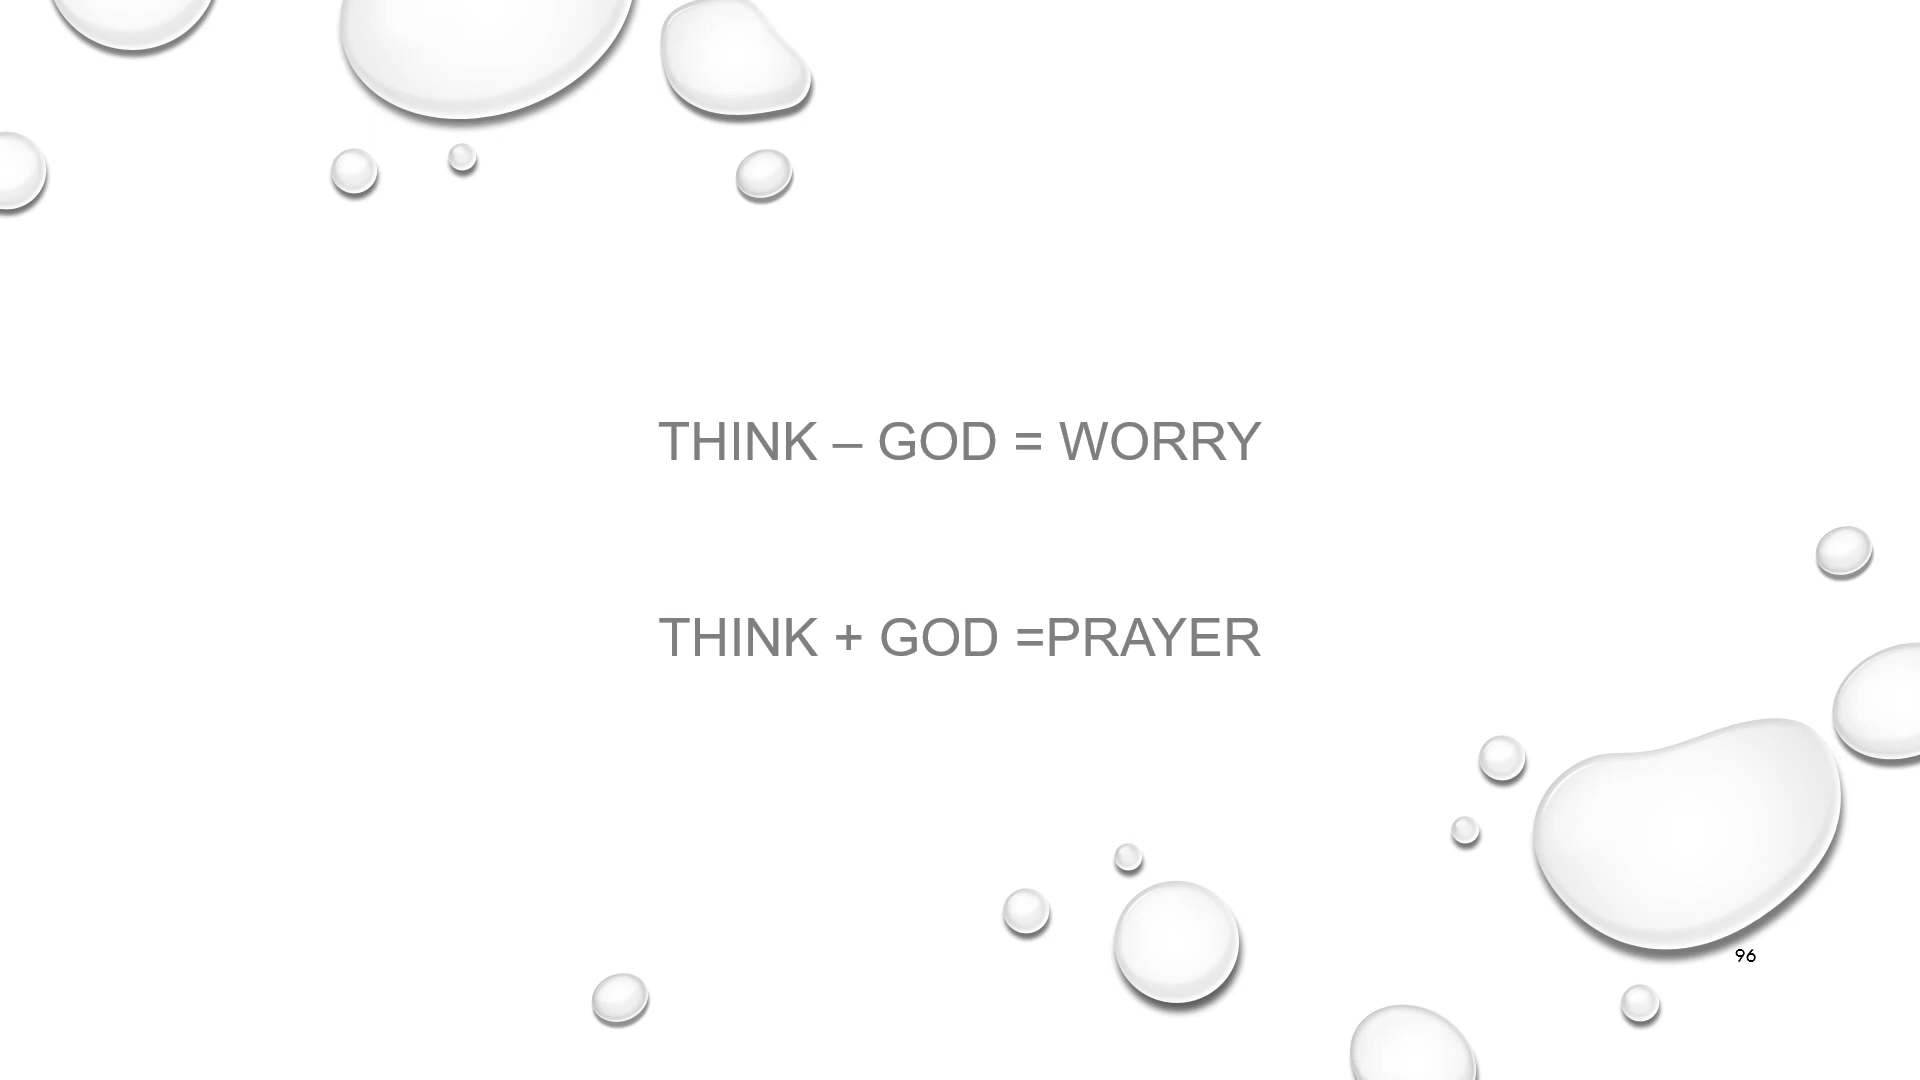 THINK – GOD = WORRY
THINK + GOD =PRAYER
96